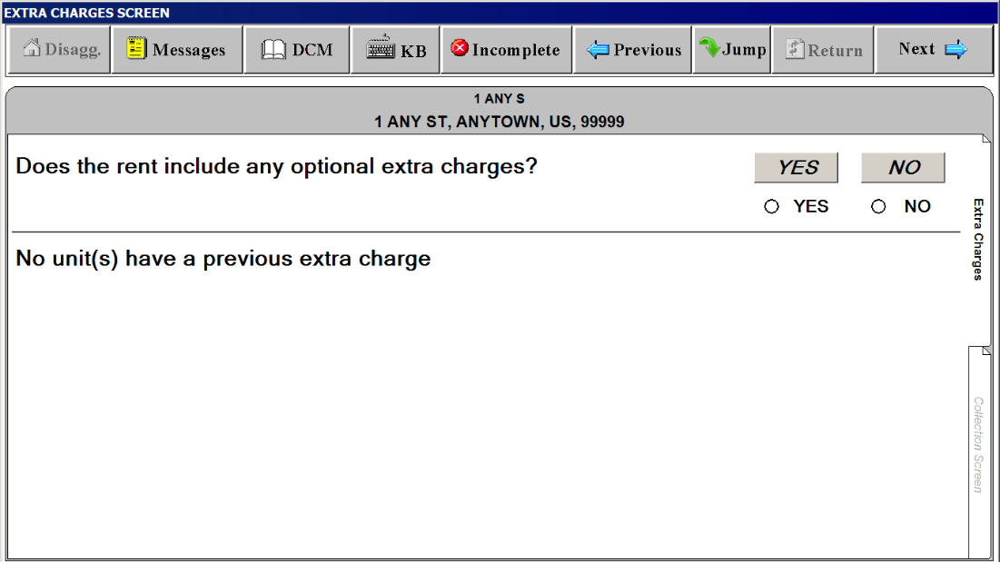 EXTRA CHARGES SCREEN
Disagg. Messages DCM KB Incomplete Previous Jump Return Next
1 ANY S
1 ANY ST, ANYTOWN, US, 99999
Does the rent include any optional extra charges? YES NO
YES NO
No unit(s) have a previous extra charge
Extra Charges
Collection Screen